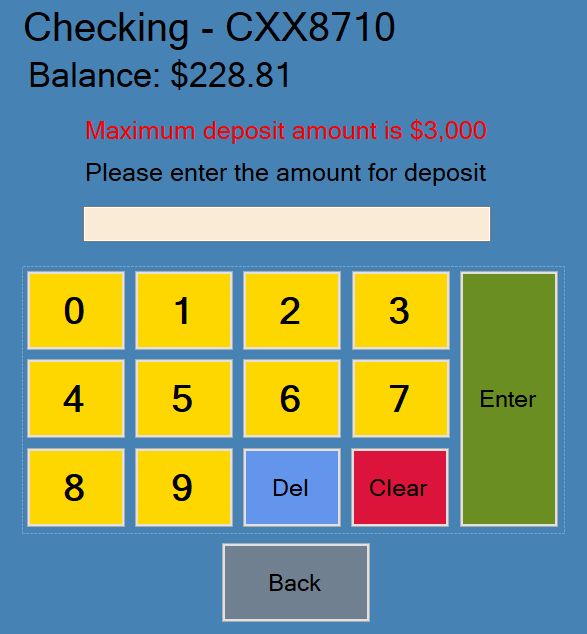 Checking - CXX8710
Balance: $228.81
Maximum deposit amount is $3,000
Please enter the amount for deposit
0 1 2 3
4 5 6 7 Enter
8 9 Del Clear
Back